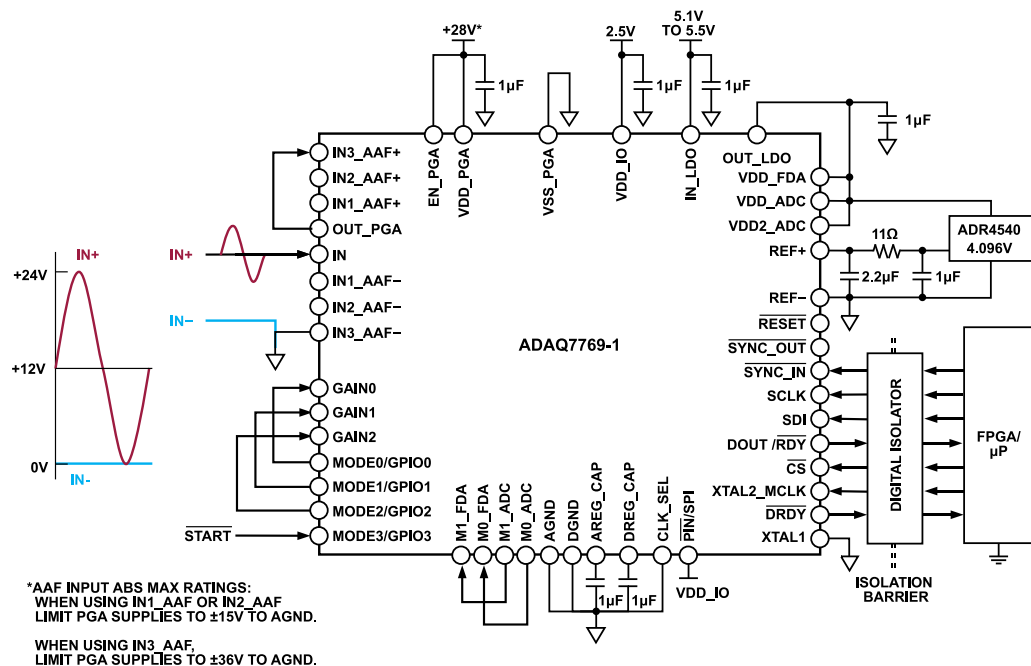 +28V*
2.5V
5.1V
TO 5.5V
1µF
1µF
1µF
1µF
EN_PGA
VDD_PGA
VSS_PGA
VDD_IO
IN_LDO
OUT_LDO
IN3_AAF+
IN2_AAF+
IN1_AAF+
OUT_PGA
IN
IN1_AAF−
IN2_AAF−
IN3_AAF−
GAIN0
GAIN1
GAIN2
MODE0/GPIO0
MODE1/GPIO1
MODE2/GPIO2
MODE3/GPIO3
START
IN+
IN−
IN+
+24V
+12V
0V
IN-
ADAQ7769-1
VDD_FDA
VDD_ADC
VDD2_ADC
REF+
REF−
RESET
SYNC_OUT
SYNC_IN
SCLK
SDI
DOUT /RDY
CS
XTAL2_MCLK
DRDY
XTAL1
11Ω
2.2µF
1µF
ADR4540
4.096V
DIGITAL ISOLATOR
FPGA/
µP
ISOLATION
BARRIER
M1_FDA
M0_FDA
M1_ADC
M0_ADC
AGND
DGND
AREG_CAP
DREG_CAP
CLK_SEL
PIN/SPI
1µF
1µF
VDD_IO
*AAF INPUT ABS MAX RATINGS:
WHEN USING IN1_AAF OR IN2_AAF
LIMIT PGA SUPPLIES TO ±15V TO AGND.
WHEN USING IN3_AAF,
LIMIT PGA SUPPLIES TO ±36V TO AGND.